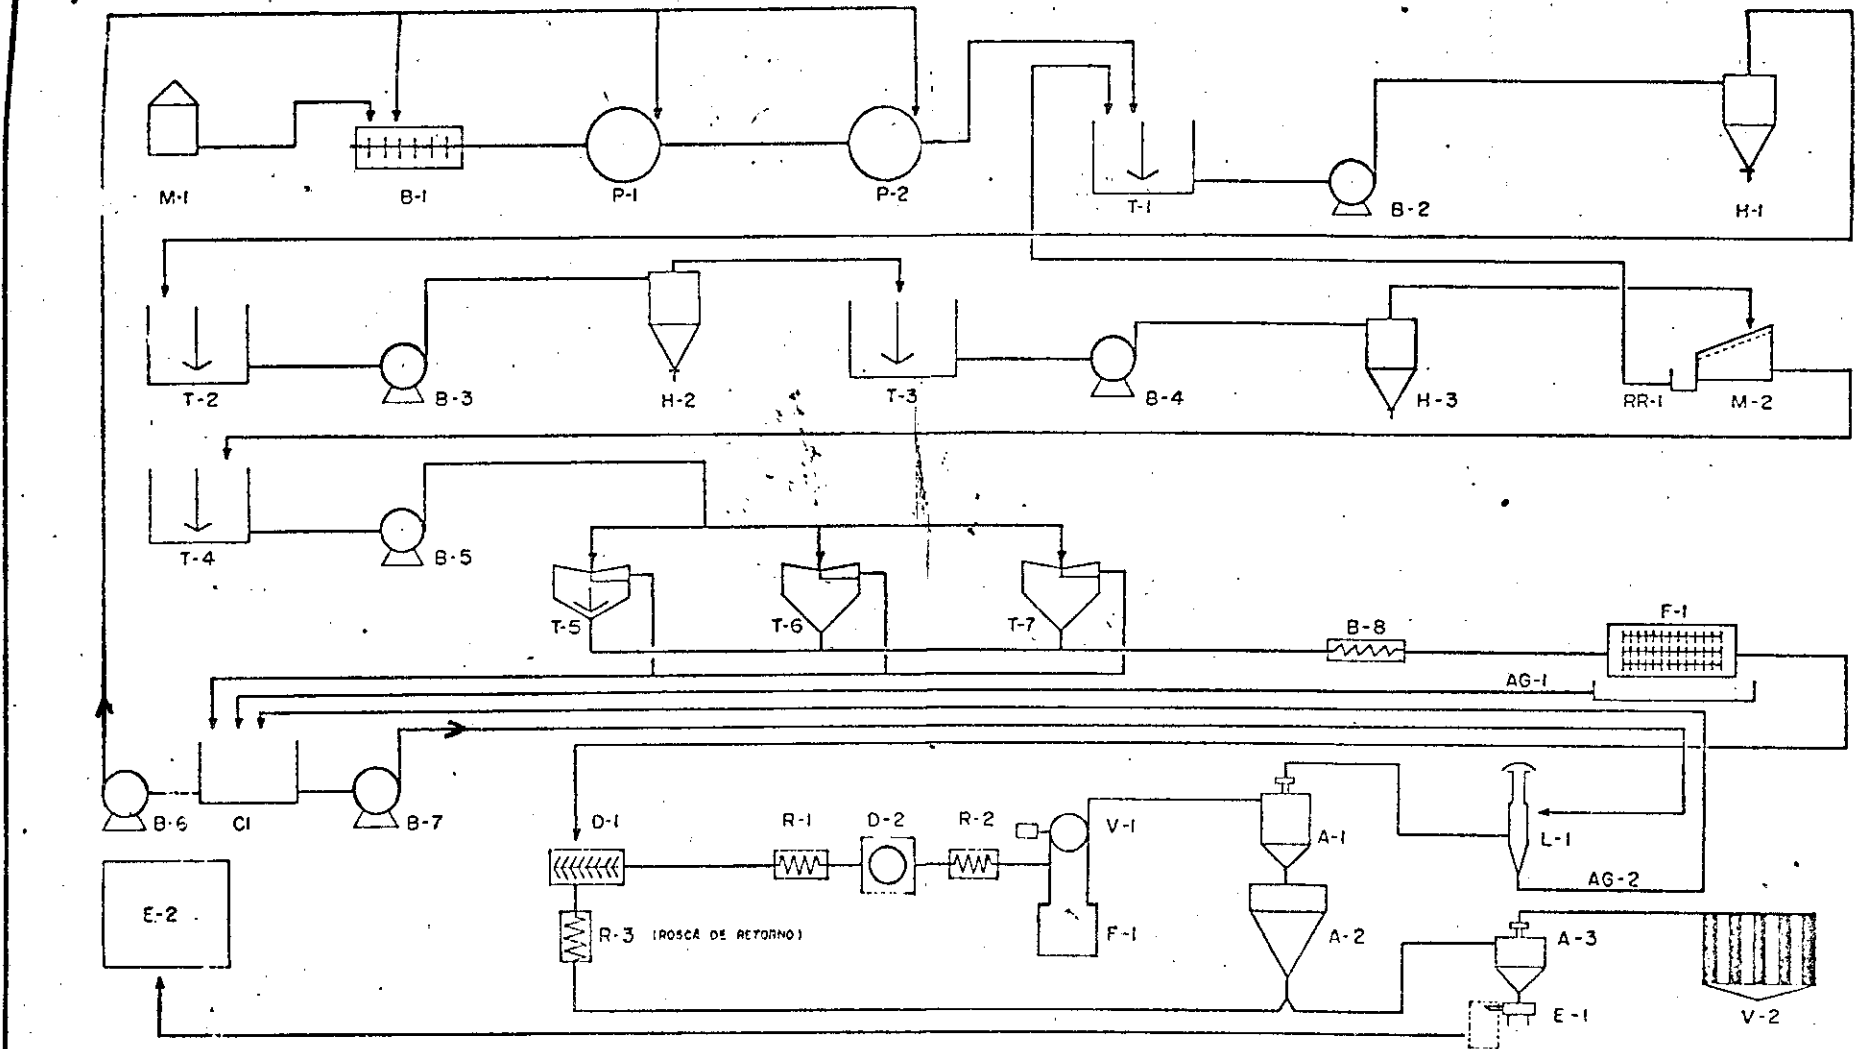 M-1
B-1
P-1
P-2
T-1
B-2
H-1
T-2
B-3
H-2
T-3
B-4
H-3
RR-1
M-2
T-4
B-5
T-5
T-6
T-7
B-8
F-1
AG-1
B-6
C1
B-7
D-1
R-1
D-2
R-2
V-1
A-1
L-1
AG-2
E-2
R-3 (ROSCA DE RETORNO)
F-1
A-2
A-3
E-1
V-2